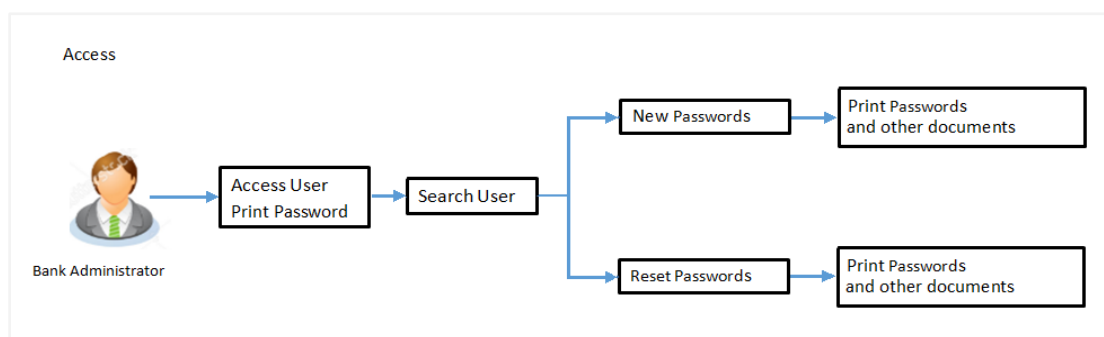 Access
New Passwords
Print Passwords
and other documents
Access User
Print Password
Search User
Bank Administrator
Reset Passwords
Print Passwords
and other documents